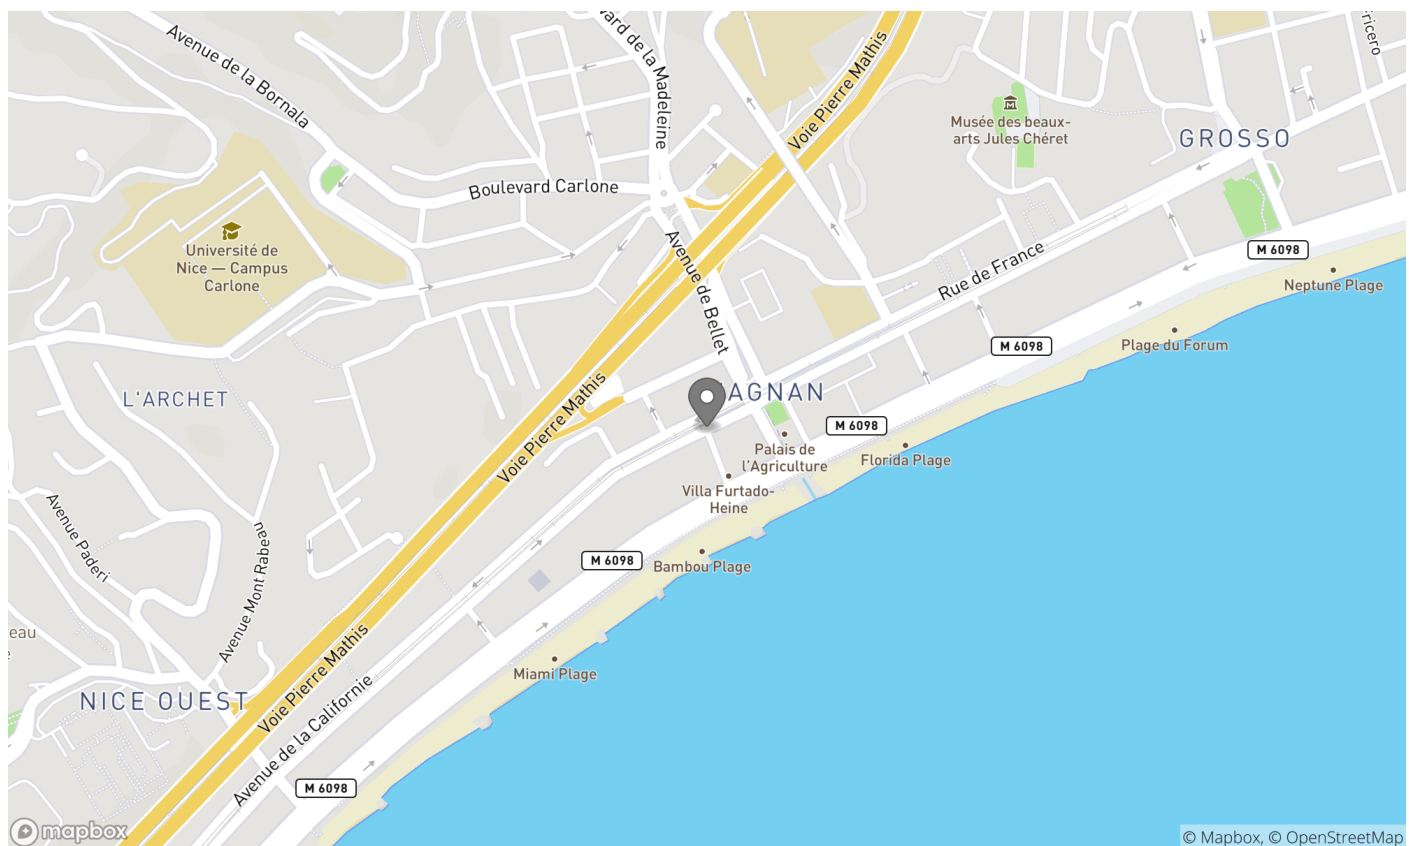 Avenue de la Bornala
Voie Pierre Mathis
Musée des beaux-
arts Jules Chéret
GROSSO
Boulevard Carlone
Université de
Nice — Campus
Carlone
Avenue de Bellet
Rue de France
M 6098
Neptune Plage
M 6098
Plage du Forum
L'ARCHET
Voie Pierre Mathis
AGNAN
M 6098
Palais de
l'Agriculture
Florida Plage
Villa Furtado-
Heine
Avenue Paderi
Avenue Mont Rabeau
M 6098
Bambou Plage
Miami Plage
Voie Pierre Mathis
NICE OUEST
Avenue de la Californie
M 6098
mapbox
© Mapbox, © OpenStreetMap